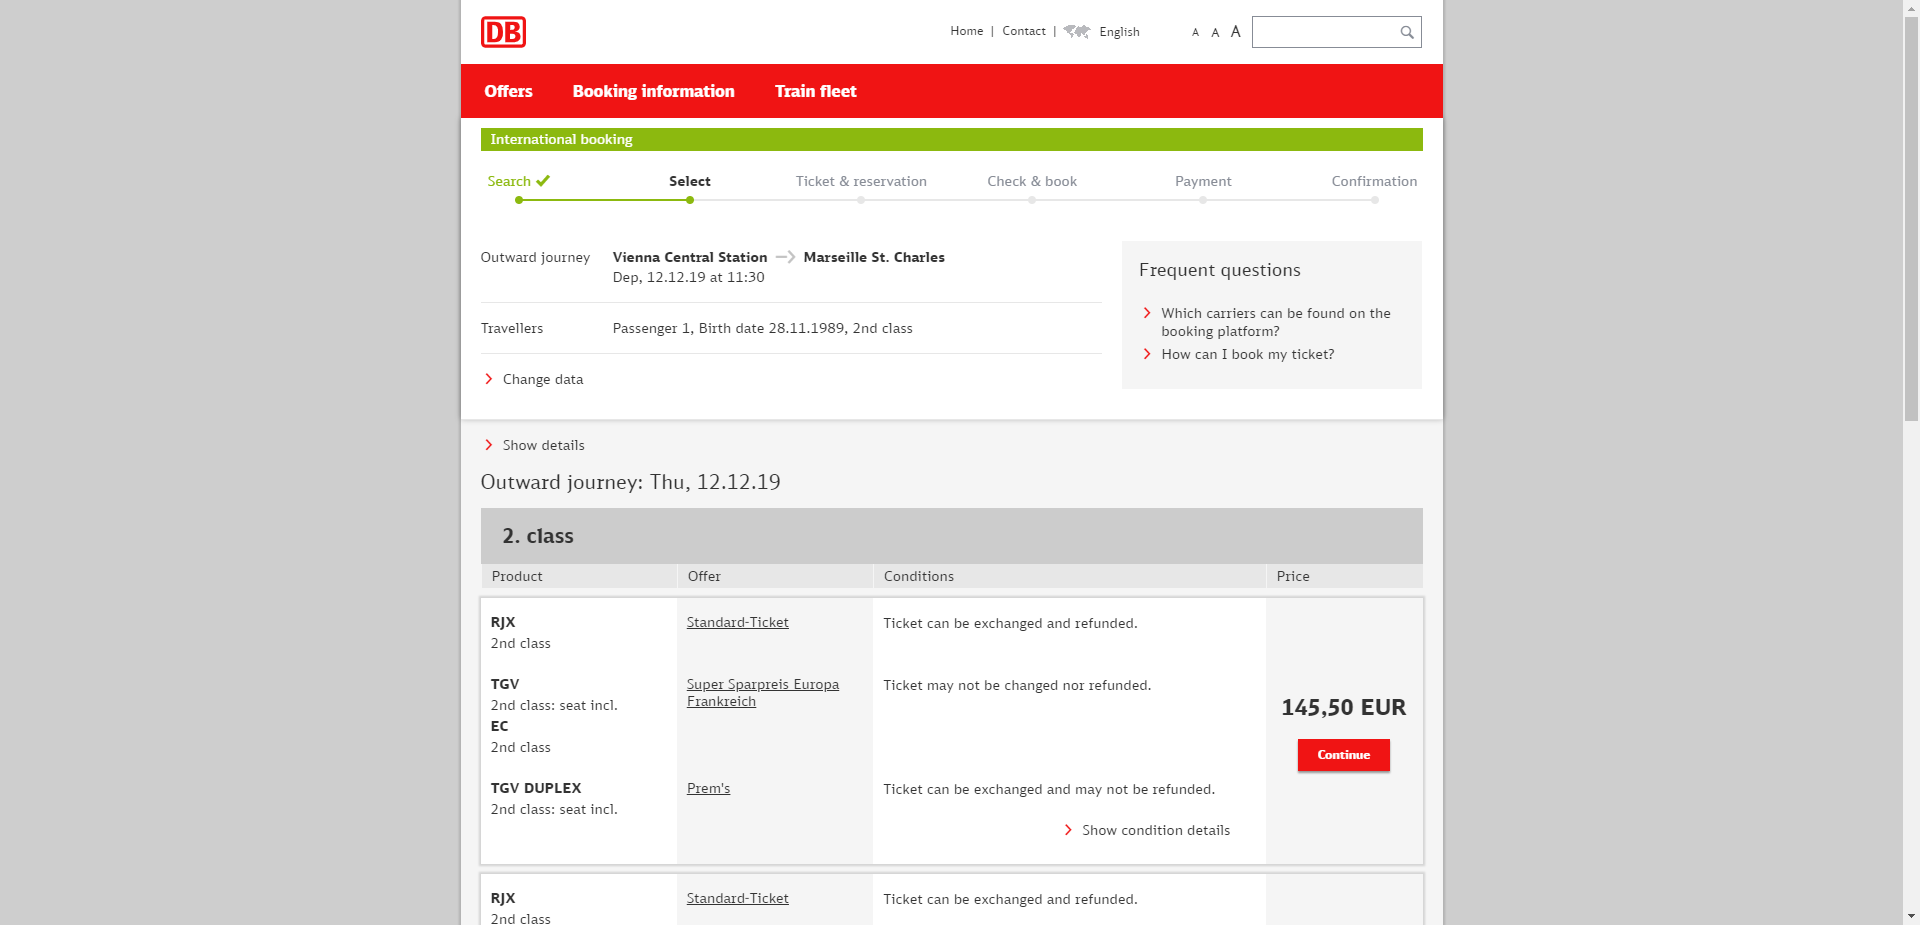 DB
Home | Contact | English A A A
Offers Booking information Train fleet
International booking
Search Select Ticket & reservation Check & book Payment Confirmation
Outward journey Vienna Central Station Marseille St. Charles
Dep, 12.12.19 at 11:30
Travellers Passenger 1, Birth date 28.11.1989, 2nd class
Change data
Frequent questions
Which carriers can be found on the
booking platform?
How can I book my ticket?
Show details
Outward journey: Thu, 12.12.19
2. class
Product Offer Conditions Price
RJX Standard-Ticket Ticket can be exchanged and refunded.
2nd class
TGV Super Sparpreis Europa Ticket may not be changed nor refunded.
2nd class: seat incl. Frankreich
EC
2nd class
145,50 EUR
Continue
TGV DUPLEX Prem's Ticket can be exchanged and may not be refunded.
2nd class: seat incl.
Show condition details
RJX Standard-Ticket Ticket can be exchanged and refunded.
2nd class